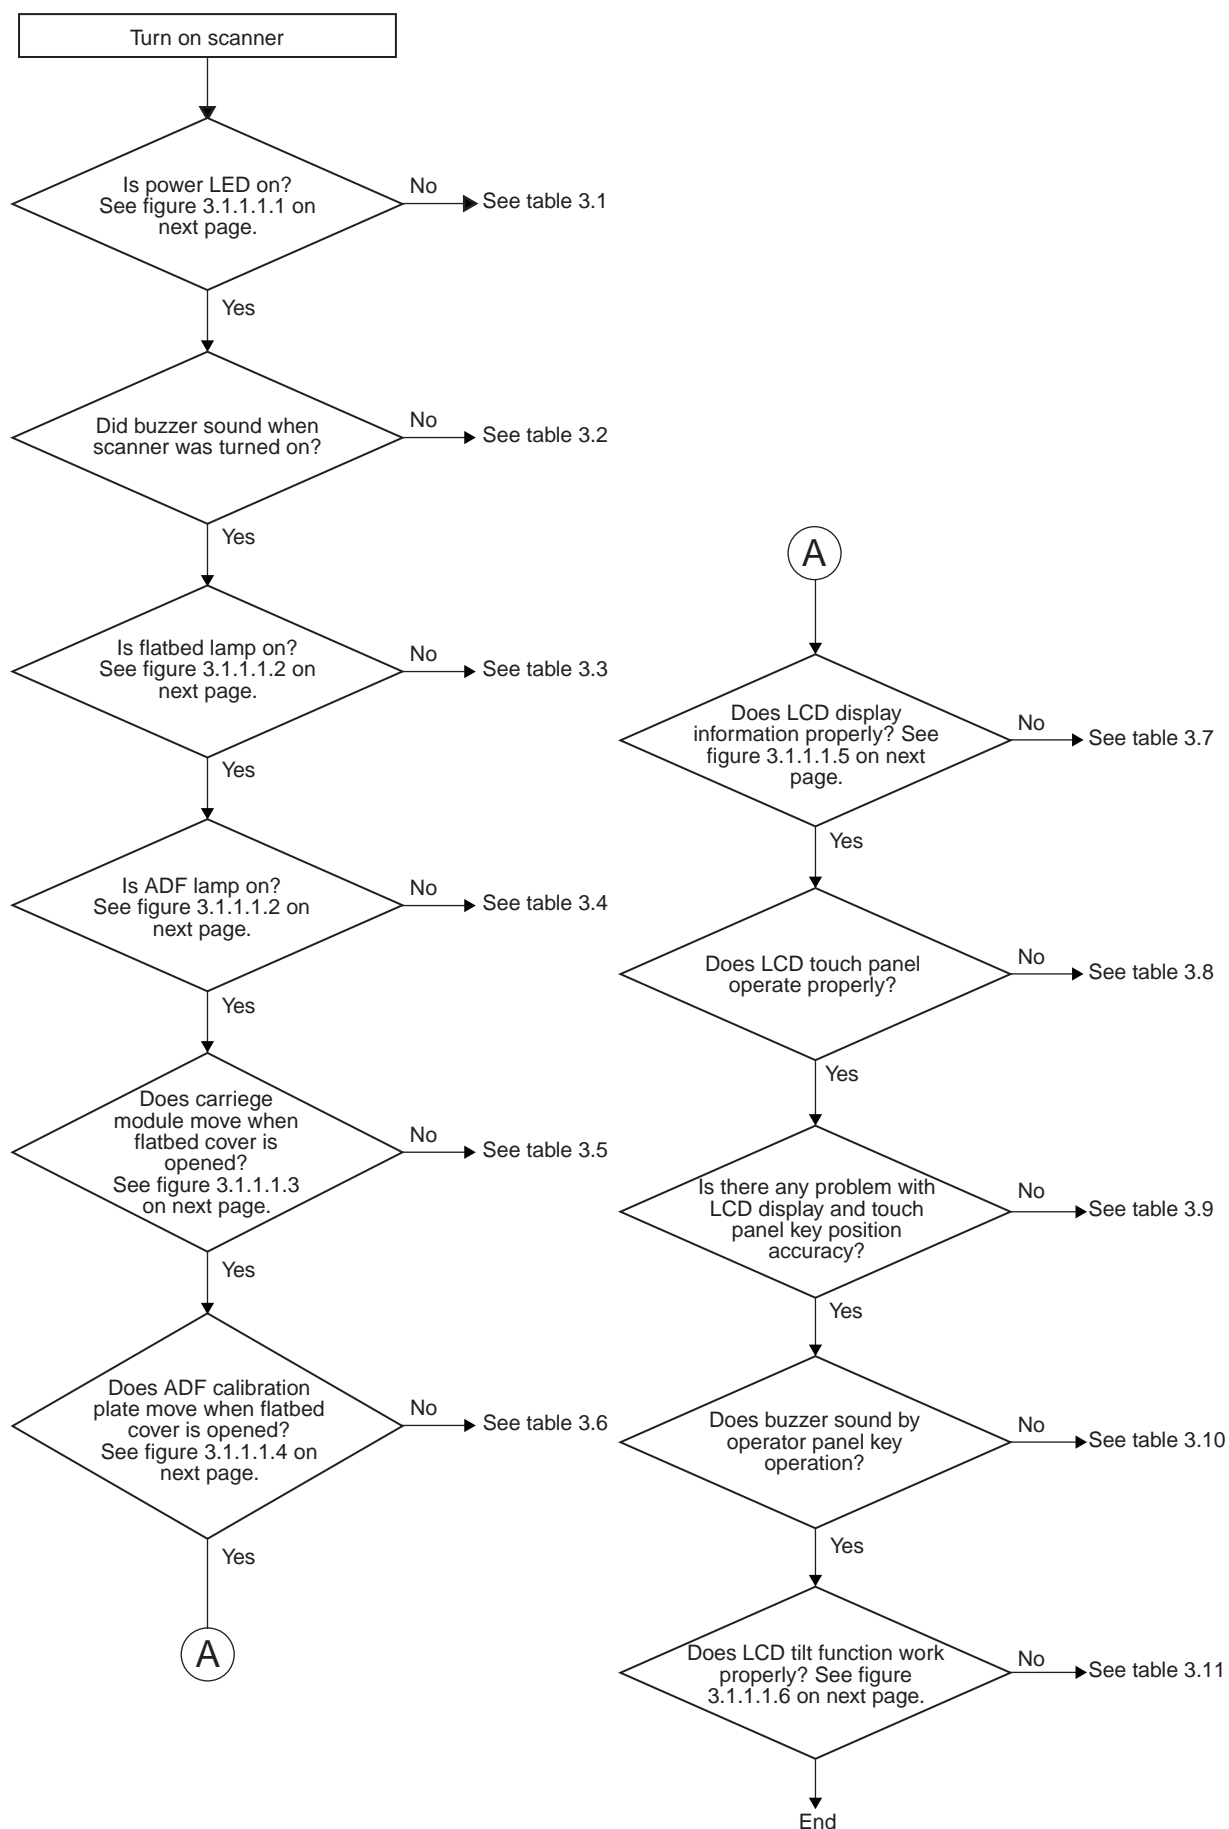 Turn on scanner
Is power LED on?
See figure 3.1.1.1.1 on
next page.
No
See table 3.1
Yes
Did buzzer sound when
scanner was turned on?
No
See table 3.2
Yes
Is flatbed lamp on?
See figure 3.1.1.1.2 on
next page.
No
See table 3.3
Yes
Is ADF lamp on?
See figure 3.1.1.1.2 on
next page.
No
See table 3.4
Yes
Does carriege
module move when
flatbed cover is
opened?
See figure 3.1.1.1.3
on next page.
No
See table 3.5
Yes
Does ADF calibration
plate move when flatbed
cover is opened?
See figure 3.1.1.1.4 on
next page.
No
See table 3.6
Yes
A
A
Does LCD display
information properly? See
figure 3.1.1.1.5 on next
page.
No
See table 3.7
Yes
Does LCD touch panel
operate properly?
No
See table 3.8
Yes
Is there any problem with
LCD display and touch
panel key position
accuracy?
No
See table 3.9
Yes
Does buzzer sound by
operator panel key
operation?
No
See table 3.10
Yes
Does LCD tilt function work
properly? See figure
3.1.1.1.6 on next page.
No
See table 3.11
End